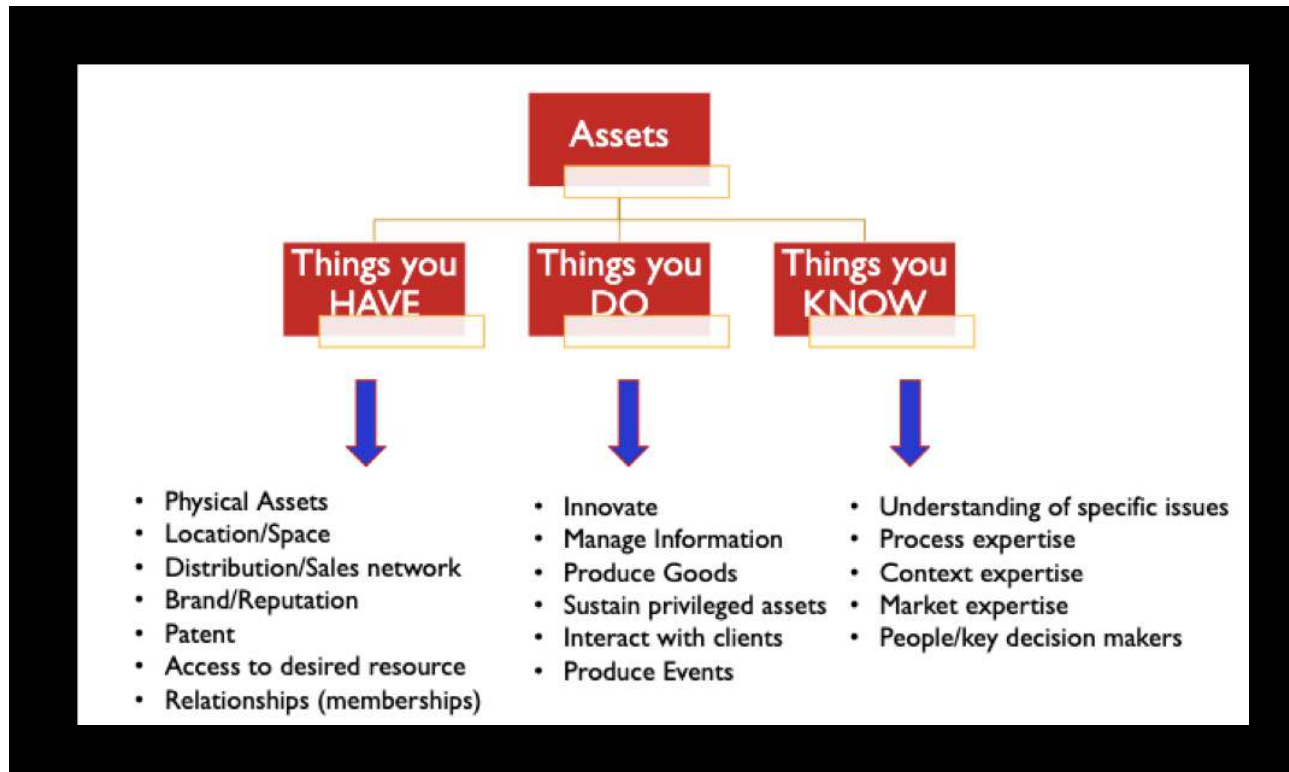 Assets
Things you
HAVE
Things you
DO
Things you
KNOW
• Physical Assets
• Location/Space
• Distribution/Sales network
• Brand/Reputation
• Patent
• Access to desired resource
• Relationships (memberships)
• Innovate
• Manage Information
• Produce Goods
• Sustain privileged assets
• Interact with clients
• Produce Events
• Understanding of specific issues
• Process expertise
• Context expertise
• Market expertise
• People/key decision makers